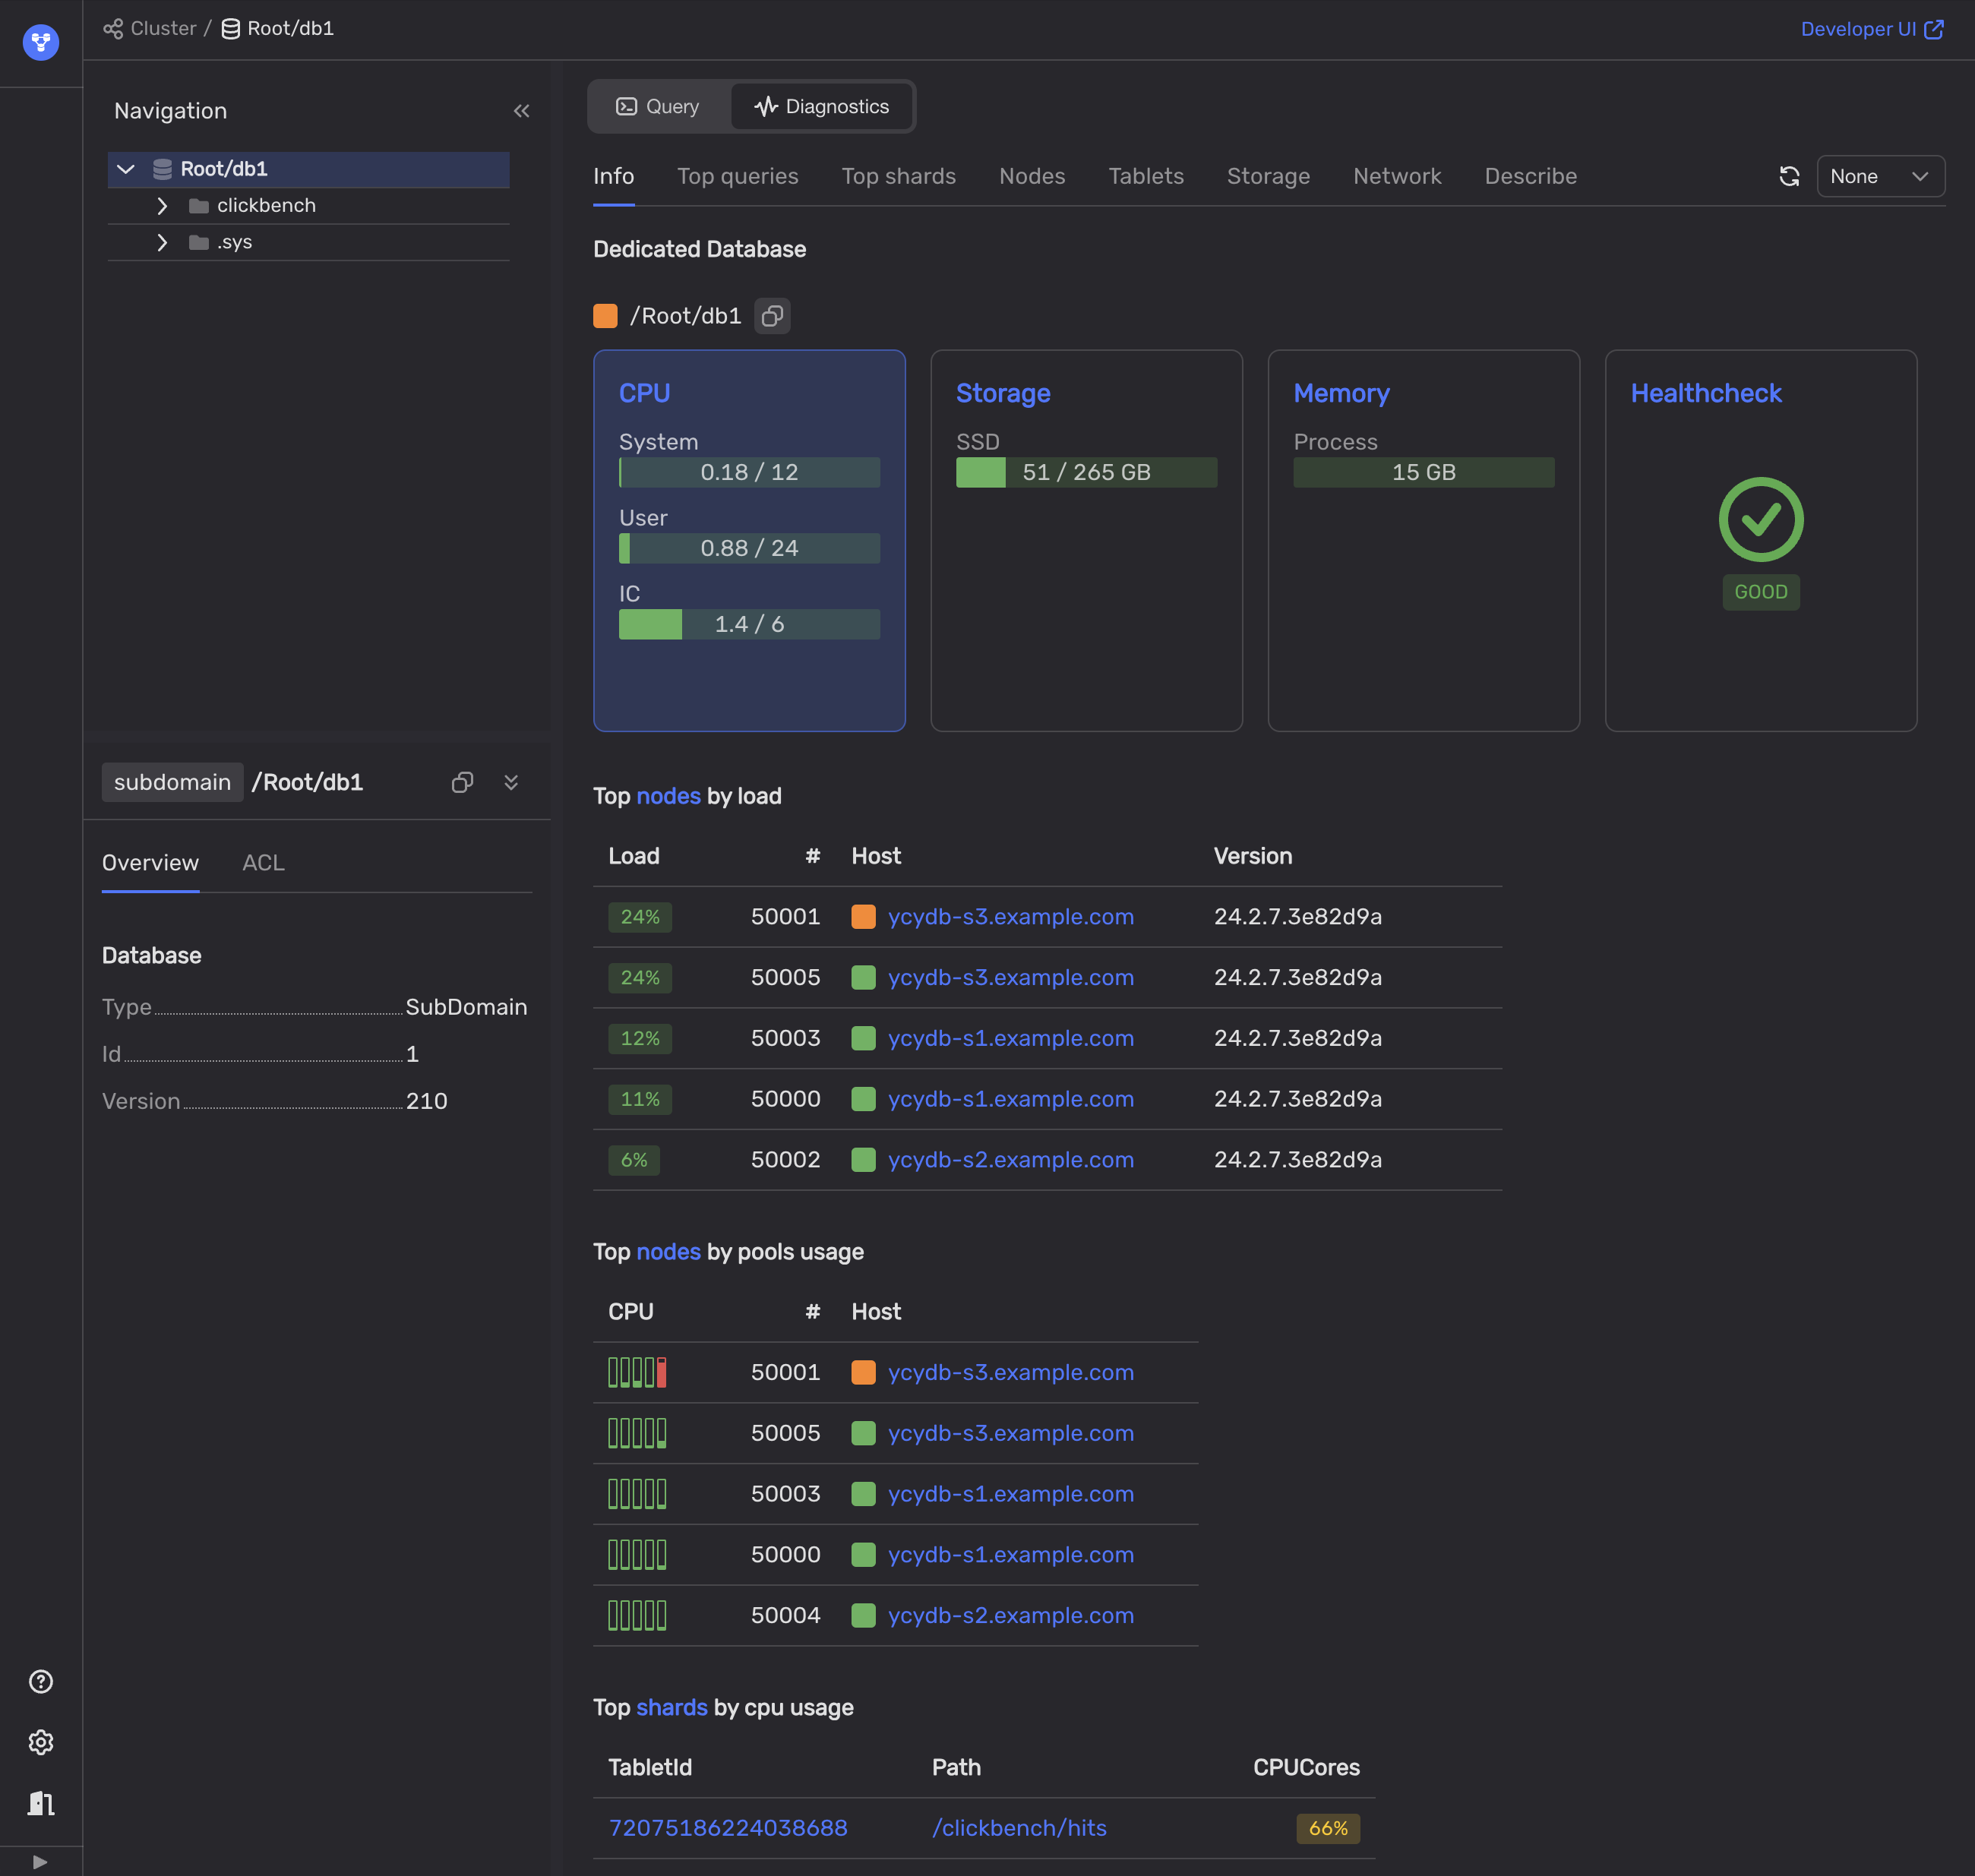 Cluster / Root/db1
Developer UI
Navigation
Root/db1
clickbench
.sys
subdomain /Root/db1
Overview ACL
Database
Type SubDomain
Id 1
Version 210
Query Diagnostics
Info Top queries Top shards Nodes Tablets Storage Network Describe None
Dedicated Database
/Root/db1
CPU
System
0.18 / 12
User
0.88 / 24
IC
1.4 / 6
Storage
SSD
51 / 265 GB
Memory
Process
15 GB
Healthcheck
GOOD
Top nodes by load
Load # Host Version
24% 50001 ycydb-s3.example.com 24.2.7.3e82d9a
24% 50005 ycydb-s3.example.com 24.2.7.3e82d9a
12% 50003 ycydb-s1.example.com 24.2.7.3e82d9a
11% 50000 ycydb-s1.example.com 24.2.7.3e82d9a
6% 50002 ycydb-s2.example.com 24.2.7.3e82d9a
Top nodes by pools usage
CPU # Host
50001 ycydb-s3.example.com
50005 ycydb-s3.example.com
50003 ycydb-s1.example.com
50000 ycydb-s1.example.com
50004 ycydb-s2.example.com
Top shards by cpu usage
TabletId Path CPUCores
72075186224038688 /clickbench/hits 66%